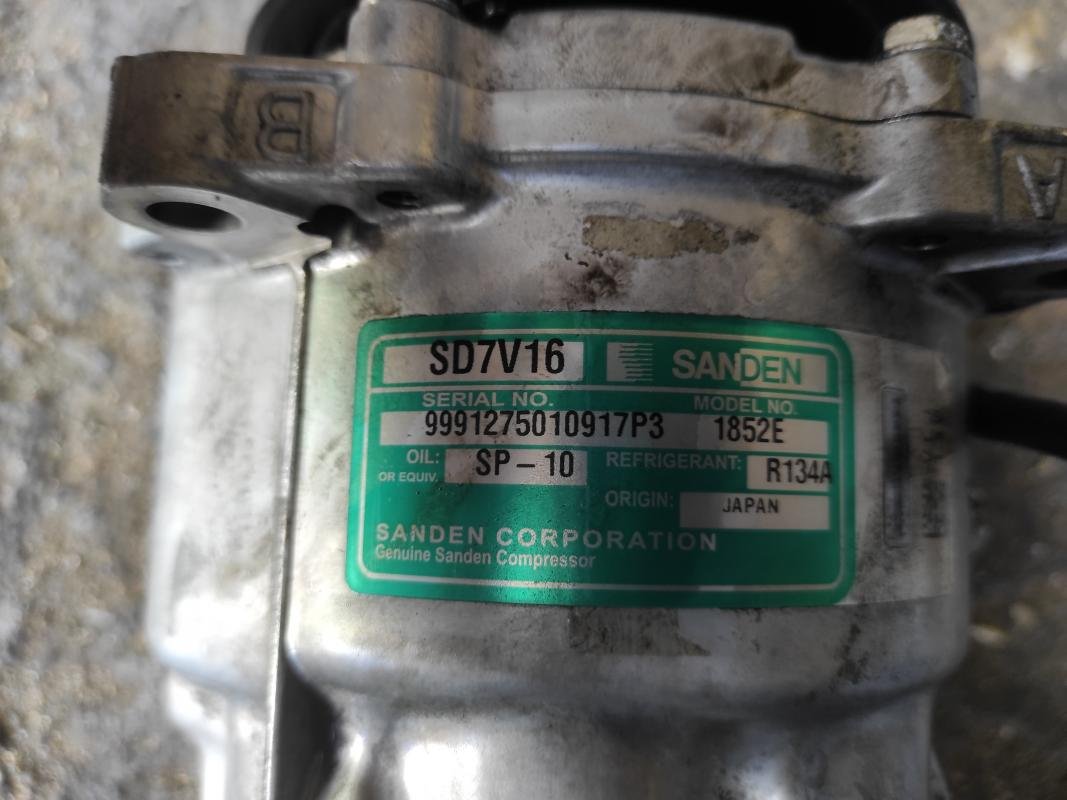 B
A
SD7V16 SANDEN
SERIAL NO. MODEL NO.
9991275010917P3 1852E
OIL: SP-10 REFRIGERANT: R134A
OR EQUIV.
ORIGIN: JAPAN
SANDEN CORPORATION
Genuine Sanden Compressor